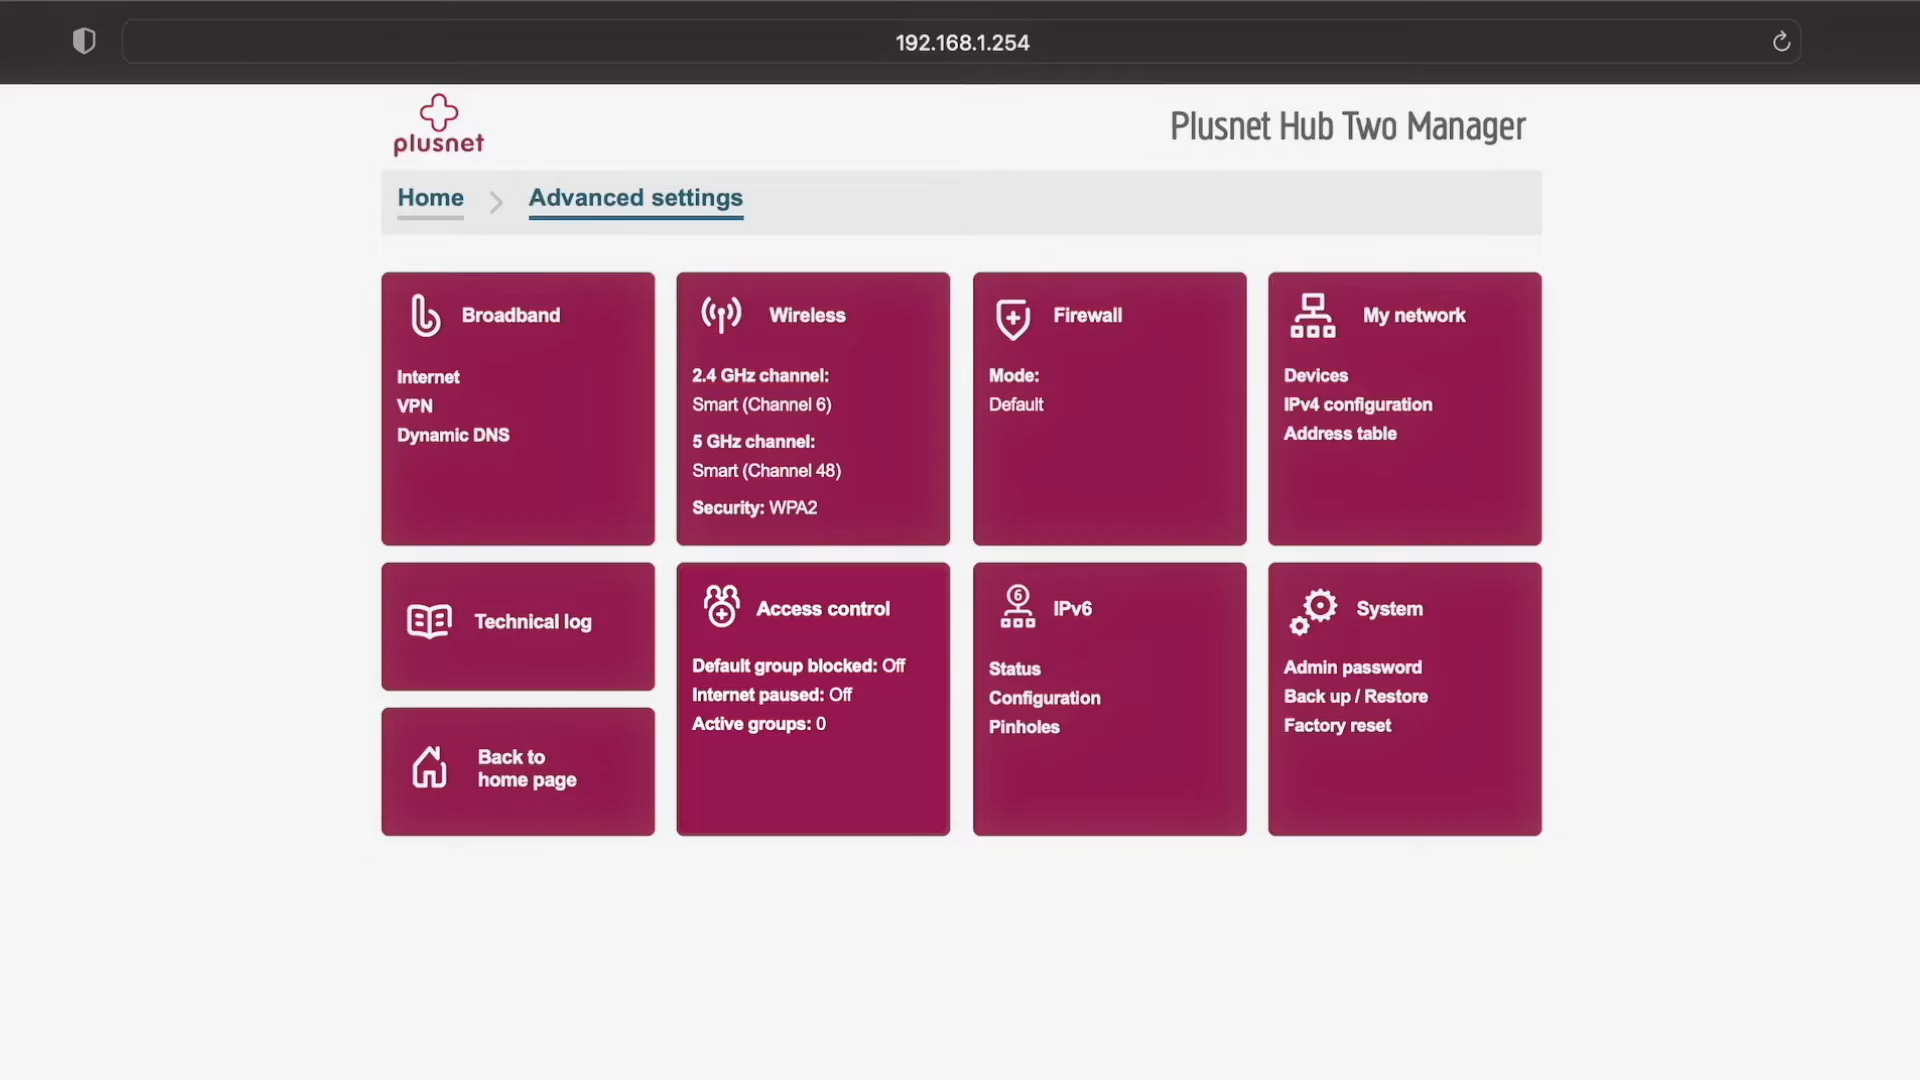 192.168.1.254
plusnet
Plusnet Hub Two Manager
Home
Advanced settings
Broadband
Internet
VPN
Dynamic DNS
Wireless
2.4 GHz channel:
Smart (Channel 6)
5 GHz channel:
Smart (Channel 48)
Security: WPA2
Firewall
Mode:
Default
My network
Devices
IPv4 configuration
Address table
Technical log
Back to
home page
Access control
Default group blocked: Off
Internet paused: Off
Active groups: 0
6
IPv6
Status
Configuration
Pinholes
System
Admin password
Back up / Restore
Factory reset